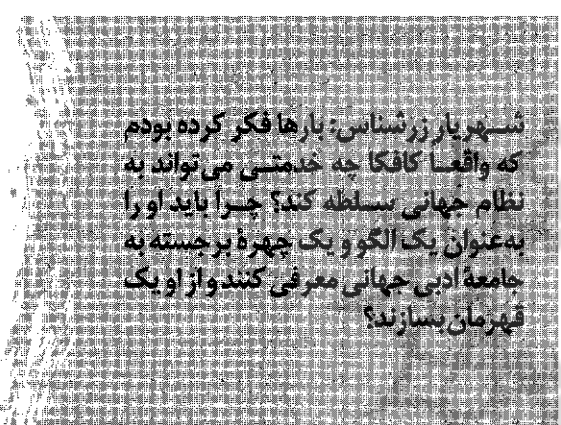 شهریار زرشناس: بارها فکر کرده بودم
که واقعا کافکا چه خدمتی می‌تواند به
نظام جهانی سلطه کند؟ چرا باید او را
به‌عنوان یک الگو و یک چهرهٔ برجسته به
جامعهٔ ادبی جهانی معرفی کنند و از او یک
قهرمان بسازند؟